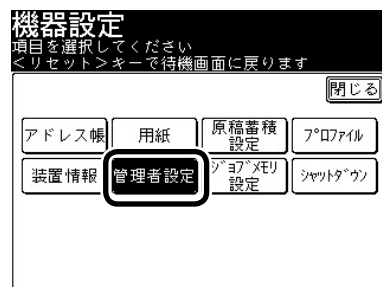 機器設定
項目を選択してください
<リセット>キーで待機画面に戻ります
閉じる
アドレス帳 用紙 原稿蓄積設定 プロファイル
装置情報 管理者設定 ジョブメモリ設定 シャットダウン